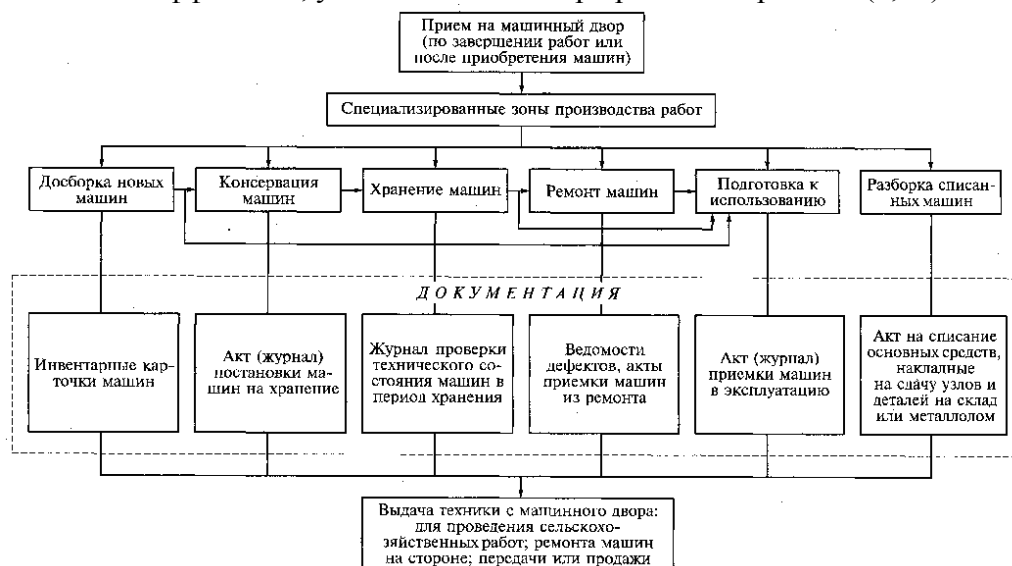 Прием на машинный двор
(по завершении работ или
после приобретения машин)
Специализированные зоны производства работ
Досборка новых
машин
Консервация
машин
Хранение машин
Ремонт машин
Подготовка к
использованию
Разборка списан-
ных машин
ДОКУМЕНТАЦИЯ
Инвентарные кар-
точки машин
Акт (журнал)
постановки ма-
шин на хранение
Журнал проверки
технического со-
стояния машин в
период хранения
Ведомости
дефектов, акты
приемки машин
из ремонта
Акт (журнал)
приемки машин
в эксплуатацию
Акт на списание
основных средств,
накладные
на сдачу узлов и
деталей на склад
или металлолом
Выдача техники с машинного двора:
для проведения сельскохо-
зяйственных работ; ремонта машин
на стороне; передачи или продажи